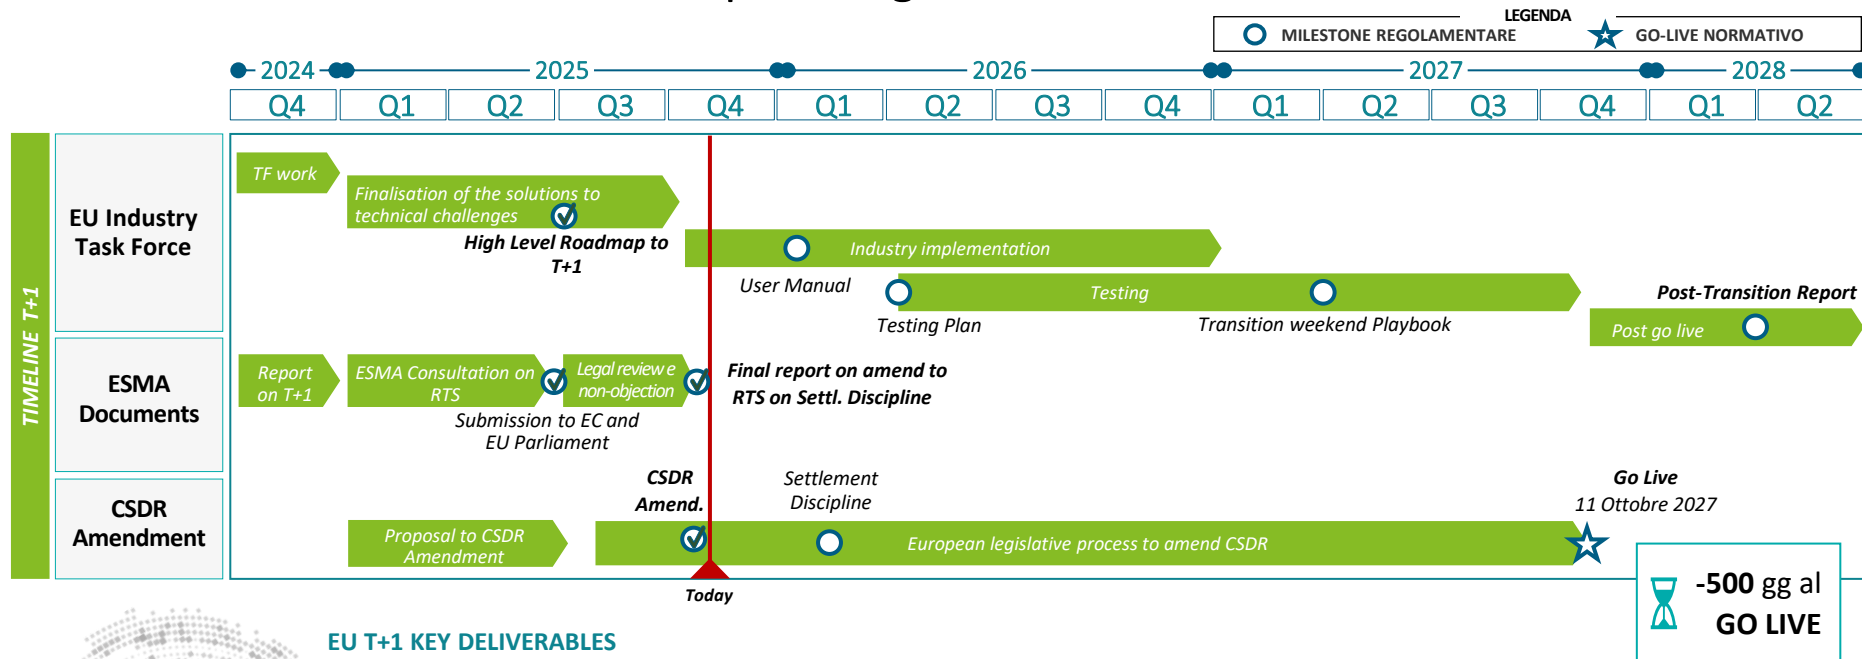 LEGENDA
MILESTONE REGOLAMENTARE GO-LIVE NORMATIVO
2024 2025 2026 2027 2028
Q4 Q1 Q2 Q3 Q4 Q1 Q2 Q3 Q4 Q1 Q2 Q3 Q4 Q1 Q2
TIMELINE T+1
EU Industry
Task Force
TF work
Finalisation of the solutions to
technical challenges
High Level Roadmap to
T+1
Industry implementation
User Manual
Testing
Testing Plan
Transition weekend Playbook
Post-Transition Report
Post go live
ESMA
Documents
Report
on T+1
ESMA Consultation on
RTS
Legal review e
non-objection
Submission to EC and
EU Parliament
Final report on amend to
RTS on Settl. Discipline
CSDR
Amendment
Proposal to CSDR
Amendment
CSDR
Amend.
Settlement
Discipline
European legislative process to amend CSDR
Go Live
11 Ottobre 2027
Today
-500 gg al
GO LIVE
EU T+1 KEY DELIVERABLES